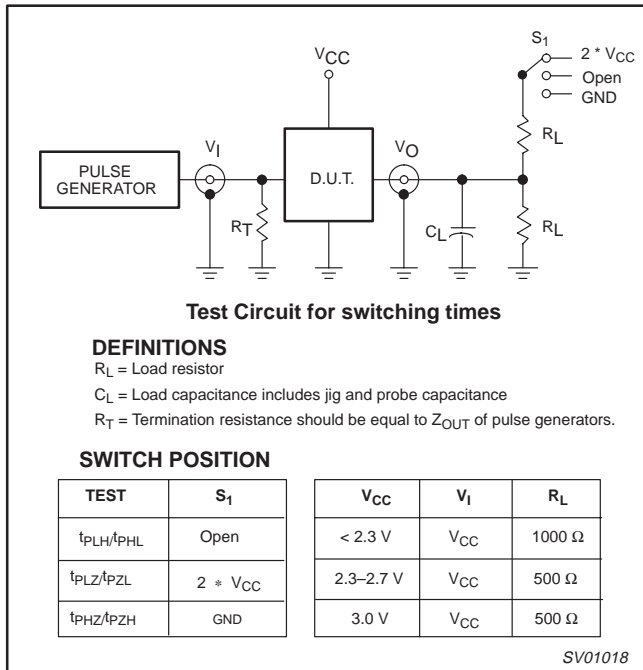 S1
2 * VCC
Open
GND
VCC
RL
VI
VO
PULSE
GENERATOR
D.U.T.
RT
CL
RL
Test Circuit for switching times
DEFINITIONS
RL = Load resistor
CL = Load capacitance includes jig and probe capacitance
RT = Termination resistance should be equal to ZOUT of pulse generators.
SWITCH POSITION
TEST S1
tPLH/tPHL Open
tPLZ/tPZL 2 * VCC
tPHZ/tPZH GND
VCC VI RL
< 2.3 V VCC 1000 Ω
2.3–2.7 V VCC 500 Ω
3.0 V VCC 500 Ω
SV01018